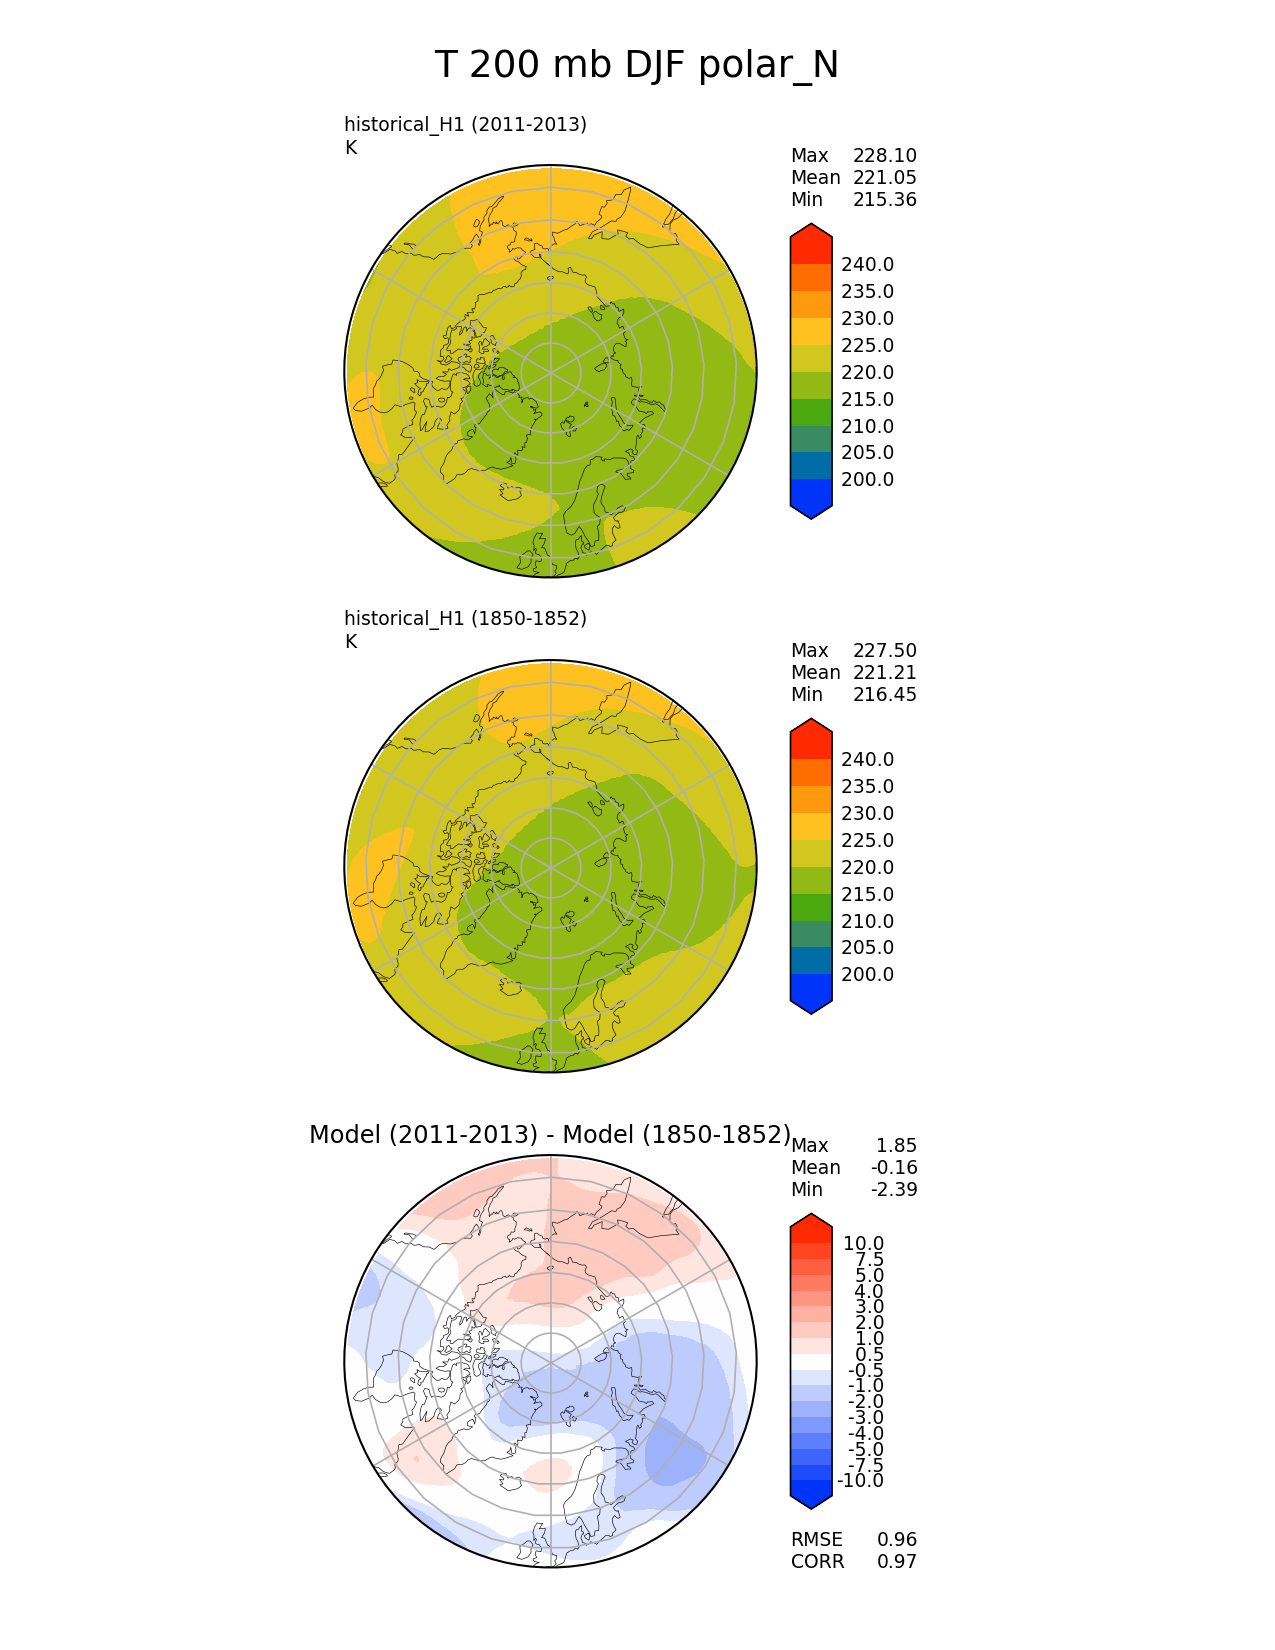 T 200 mb DJF polar_N
historical_H1 (2011-2013)
K
Max 228.10
Mean 221.05
Min 215.36
240.0
235.0
230.0
225.0
220.0
215.0
210.0
205.0
200.0
historical_H1 (1850-1852)
K
Max 227.50
Mean 221.21
Min 216.45
240.0
235.0
230.0
225.0
220.0
215.0
210.0
205.0
200.0
Model (2011-2013) - Model (1850-1852)
Max 1.85
Mean -0.16
Min -2.39
10.0
7.5
5.0
4.0
3.0
2.0
1.0
0.5
-0.5
-1.0
-2.0
-3.0
-4.0
-5.0
-7.5
-10.0
RMSE 0.96
CORR 0.97